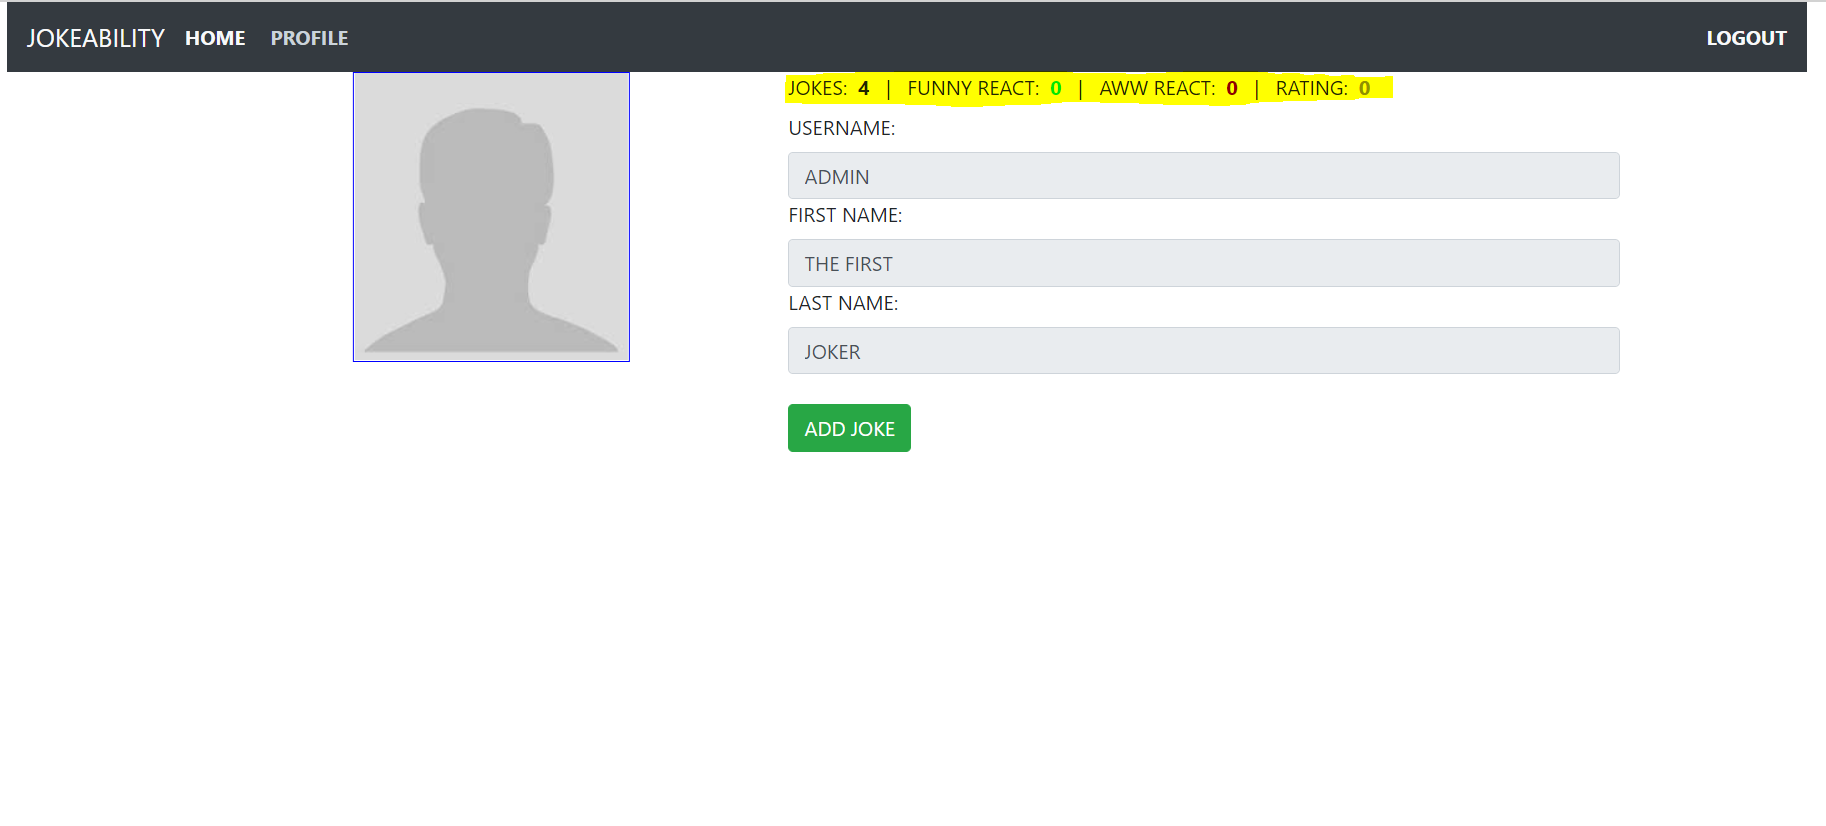 JOKEABILITY HOME PROFILE LOGOUT
JOKES: 4 | FUNNY REACT: 0 | AWW REACT: 0 | RATING: 0
USERNAME:
ADMIN
FIRST NAME:
THE FIRST
LAST NAME:
JOKER
ADD JOKE